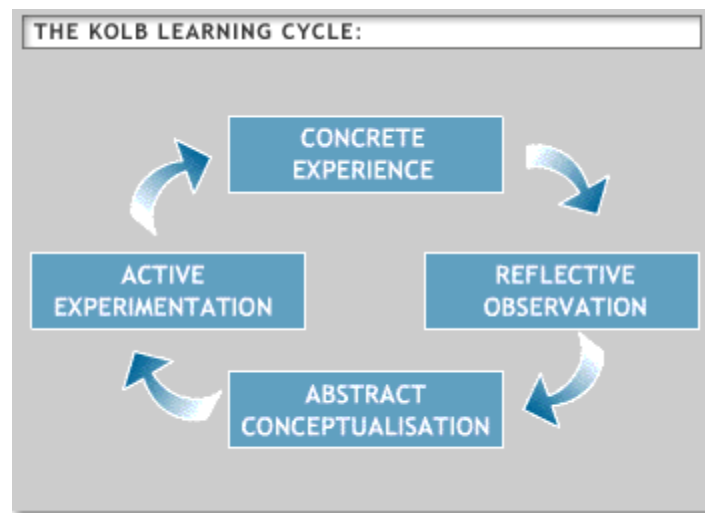 THE KOLB LEARNING CYCLE:
CONCRETE
EXPERIENCE
ACTIVE
EXPERIMENTATION
REFLECTIVE
OBSERVATION
ABSTRACT
CONCEPTUALISATION